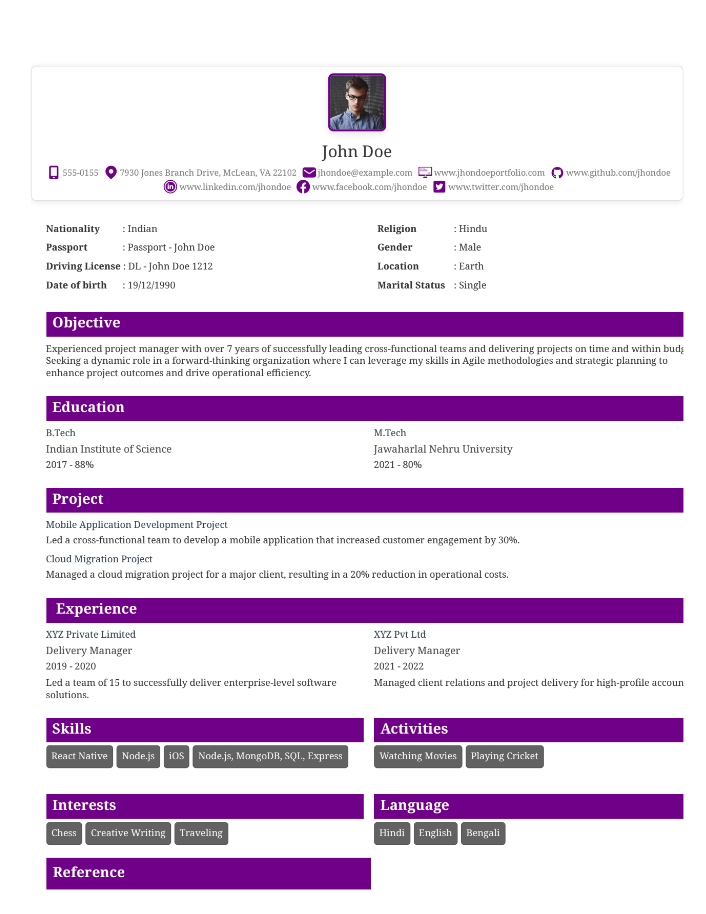 John Doe
555-0155 7930 Jones Branch Drive, McLean, VA 22102 jhondoe@example.com www.jhondoeportfolio.com www.github.com/jhondoe
www.linkedin.com/jhondoe www.facebook.com/jhondoe www.twitter.com/jhondoe
Nationality : Indian
Religion : Hindu
Passport : Passport - John Doe
Gender : Male
Driving License : DL - John Doe 1212
Location : Earth
Date of birth : 19/12/1990
Marital Status : Single
Objective
Experienced project manager with over 7 years of successfully leading cross-functional teams and delivering projects on time and within
Seeking a dynamic role in a forward-thinking organization where I can leverage my skills in Agile methodologies and strategic planning to
enhance project outcomes and drive operational efficiency.
Education
B.Tech
Indian Institute of Science
2017 - 88%
M.Tech
Jawaharlal Nehru University
2021 - 80%
Project
Mobile Application Development Project
Led a cross-functional team to develop a mobile application that increased customer engagement by 30%.
Cloud Migration Project
Managed a cloud migration project for a major client, resulting in a 20% reduction in operational costs.
Experience
XYZ Private Limited
Delivery Manager
2019 - 2020
Led a team of 15 to successfully deliver enterprise-level software
solutions.
XYZ Pvt Ltd
Delivery Manager
2021 - 2022
Managed client relations and project delivery for high-profile accoun
Skills
React Native Node.js iOS Node.js, MongoDB, SQL, Express
Activities
Watching Movies Playing Cricket
Interests
Chess Creative Writing Traveling
Language
Hindi English Bengali
Reference